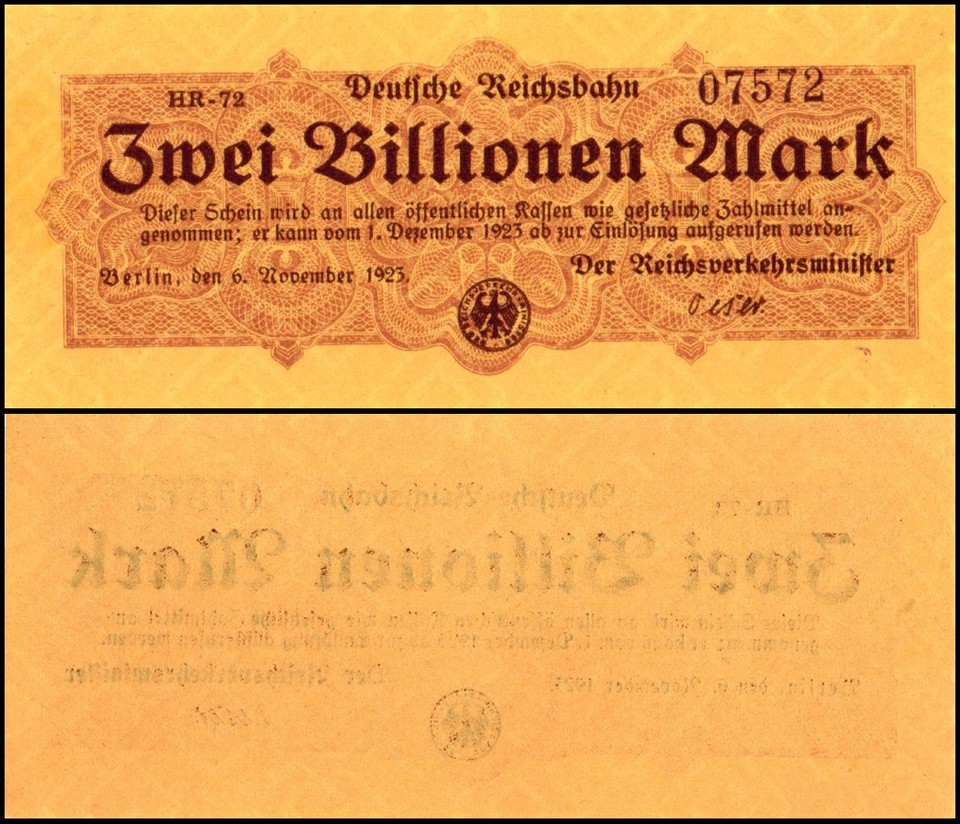 HR-72
Deutsche Reichsbahn
07572
Zwei Billionen Mark
Dieser Schein wird an allen öffentlichen Kassen wie gesetzliche Zahlmittel an-
genommen; er kann vom 1. Dezember 1923 ab zur Einlösung aufgerufen werden.
Berlin, den 6. November 1923.
Der Reichsverkehrsminister
Oeser.